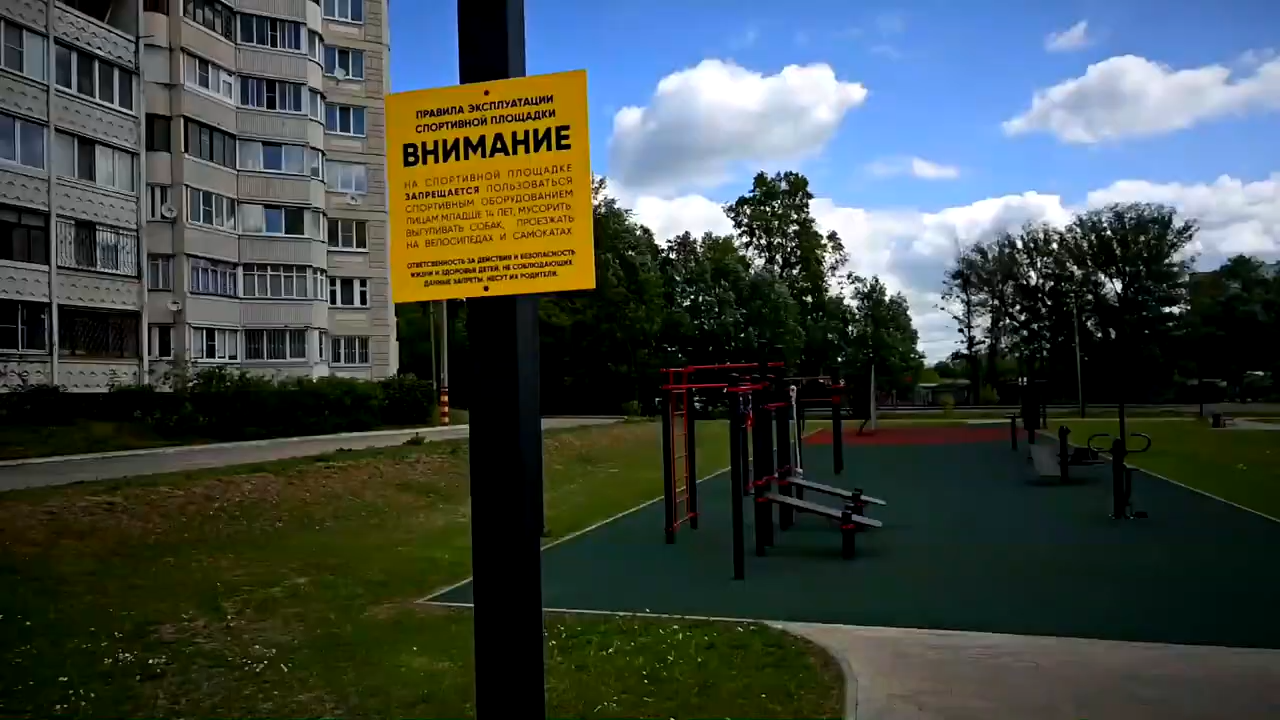 ПРАВИЛА ЭКСПЛУАТАЦИИ
СПОРТИВНОЙ ПЛОЩАДКИ
ВНИМАНИЕ
НА СПОРТИВНОЙ ПЛОЩАДКЕ
ЗАПРЕЩАЕТСЯ ПОЛЬЗОВАТЬСЯ
СПОРТИВНЫМ ОБОРУДОВАНИЕМ
ЛИЦАМ МЛАДШЕ 14 ЛЕТ, МУСОРИТЬ,
ВЫГУЛИВАТЬ СОБАК, ПРОЕЗЖАТЬ
НА ВЕЛОСИПЕДАХ И САМОКАТАХ
ОТВЕТСТВЕННОСТЬ ЗА ДЕЙСТВИЯ И БЕЗОПАСНОСТЬ
ЖИЗНИ И ЗДОРОВЬЯ ДЕТЕЙ, НЕ СОБЛЮДАЮЩИХ
ДАННЫЕ ЗАПРЕТЫ, НЕСУТ ИХ РОДИТЕЛИ.